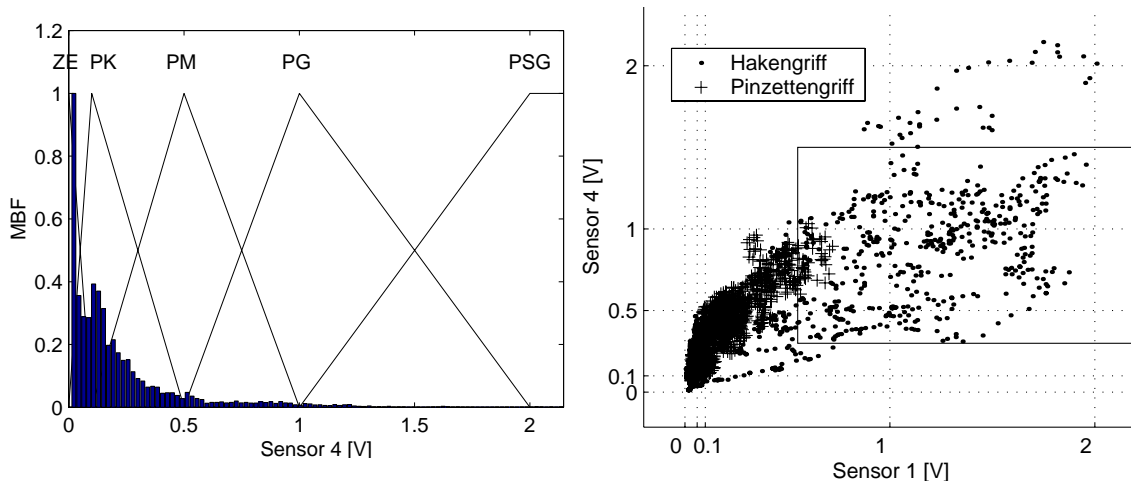 1.2
ZE PK PM PG PSG
1
0.8
0.6
0.4
0.2
0
MBF
0 0.5 1 1.5 2
Sensor 4 [V]
Hakengriff
Pinzettengriff
2
1
0.5
0.1
0
Sensor 4 [V]
0 0.1 1 2
Sensor 1 [V]